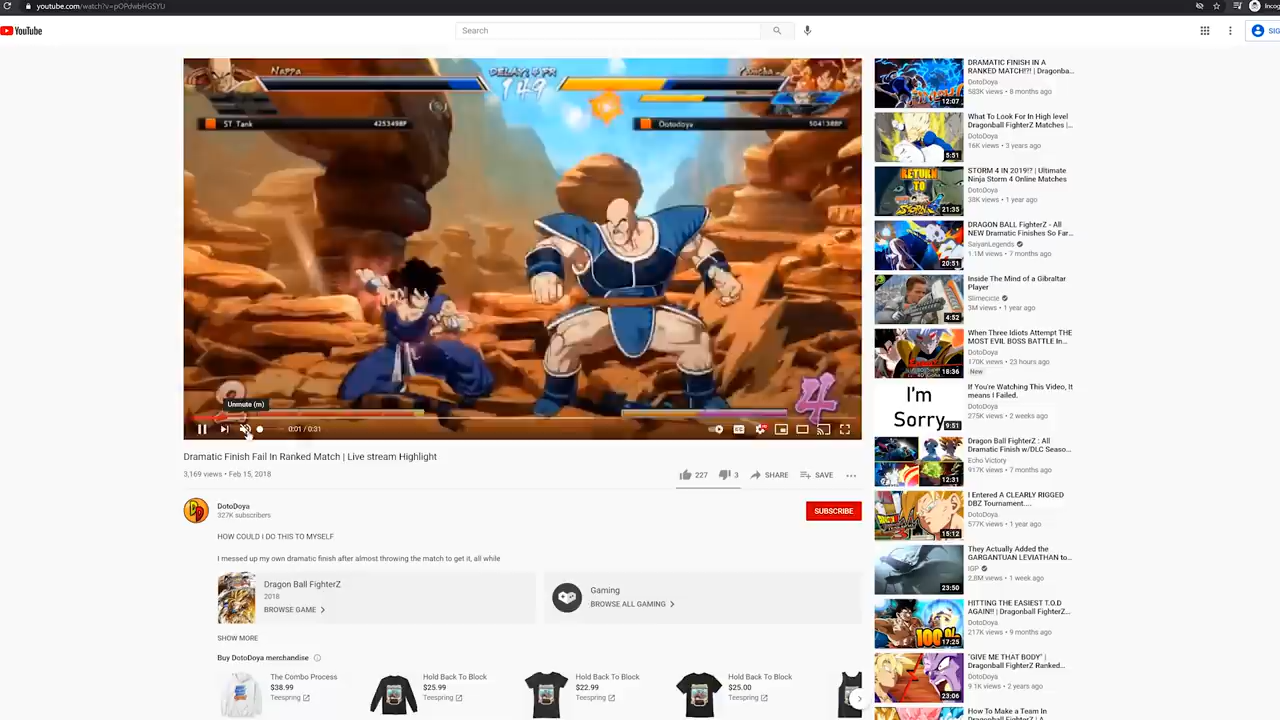 youtube.com/watch?v=pOPdwbHGSYU
Incog
YouTube
Search
SIG
Nappa
DELAY: 4 FR
149
Yamcha
ST_Tank
4253498P
Dotodoya
5041388P
4
Unmute (m)
0:01 / 0:31
Dramatic Finish Fail In Ranked Match | Live stream Highlight
3,169 views • Feb 15, 2018
227
3
SHARE
SAVE
DotoDoya
327K subscribers
SUBSCRIBE
HOW COULD I DO THIS TO MYSELF
I messed up my own dramatic finish after almost throwing the match to get it, all while
Dragon Ball FighterZ
2018
BROWSE GAME
Gaming
BROWSE ALL GAMING
SHOW MORE
Buy DotoDoya merchandise
The Combo Process
$38.99
Teespring
Hold Back To Block
$25.99
Teespring
Hold Back To Block
$22.99
Teespring
Hold Back To Block
$25.00
Teespring
12:07
DRAMATIC FINISH IN A
RANKED MATCH!?! | Dragonba...
DotoDoya
583K views • 8 months ago
5:51
What To Look For In High level
Dragonball FighterZ Matches |...
DotoDoya
16K views • 3 years ago
RETURN
TO
STORM
21:35
STORM 4 IN 2019!? | Ultimate
Ninja Storm 4 Online Matches
DotoDoya
38K views • 1 year ago
20:51
DRAGON BALL FighterZ - All
NEW Dramatic Finishes So Far...
SaiyanLegends
1.1M views • 7 months ago
4:52
Inside The Mind of a Gibraltar
Player
Slimecicle
3M views • 1 year ago
18:36
When Three Idiots Attempt THE
MOST EVIL BOSS BATTLE In...
DotoDoya
170K views • 23 hours ago
New
I'm
Sorry
9:51
If You're Watching This Video, It
means I Failed.
DotoDoya
275K views • 2 weeks ago
12:31
Dragon Ball FighterZ : All
Dramatic Finish w/DLC Seaso...
Echo Victory
917K views • 7 months ago
15:12
I Entered A CLEARLY RIGGED
DBZ Tournament....
DotoDoya
577K views • 1 year ago
23:50
They Actually Added the
GARGANTUAN LEVIATHAN to...
IGP
2.8M views • 1 week ago
100%
17:25
HITTING THE EASIEST T.O.D
AGAIN!! | Dragonball FighterZ...
DotoDoya
217K views • 9 months ago
23:06
"GIVE ME THAT BODY" |
Dragonball FighterZ Ranked...
DotoDoya
9.1K views • 2 years ago
How To Make a Team In
Dragonball FighterZ | A